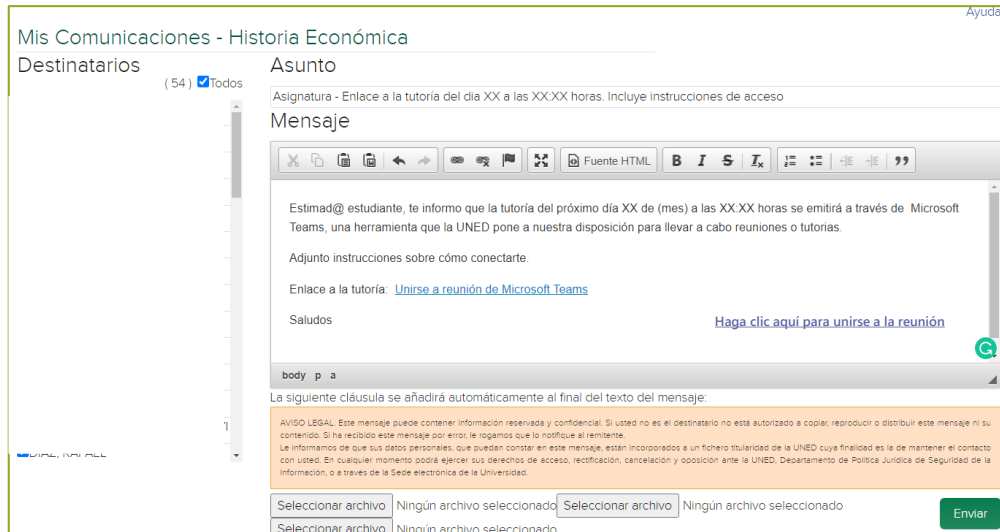 Ayuda
Mis Comunicaciones - Historia Económica
Destinatarios
( 54 ) Todos
Asunto
Asignatura - Enlace a la tutoría del dia XX a las XX:XX horas. Incluye instrucciones de acceso
Mensaje
Fuente HTML
Estimad@ estudiante, te informo que la tutoría del próximo día XX de (mes) a las XX:XX horas se emitirá a través de Microsoft
Teams, una herramienta que la UNED pone a nuestra disposición para llevar a cabo reuniones o tutorias.
Adjunto instrucciones sobre cómo conectarte.
Enlace a la tutoría: Unirse a reunión de Microsoft Teams
Saludos
Haga clic aquí para unirse a la reunión
body p a
La siguiente cláusula se añadirá automáticamente al final del texto del mensaje:
AVISO LEGAL. Este mensaje puede contener información reservada y confidencial. Si usted no es el destinatario no está autorizado a copiar, reproducir o distribuir este mensaje ni su
contenido. Si ha recibido este mensaje por error, le rogamos que lo notifique al remitente.
Le informamos de que sus datos personales, que puedan constar en este mensaje, están incorporados a un fichero titularidad de la UNED cuya finalidad es la de mantener el contacto
con usted. En cualquier momento podrá ejercer sus derechos de acceso, rectificación, cancelación y oposición ante la UNED, Departamento de Política Jurídica de Seguridad de la
Información, o a través de la Sede electrónica de la Universidad.
Seleccionar archivo Ningún archivo seleccionado Seleccionar archivo Ningún archivo seleccionado
Seleccionar archivo Ningún archivo seleccionado
Enviar